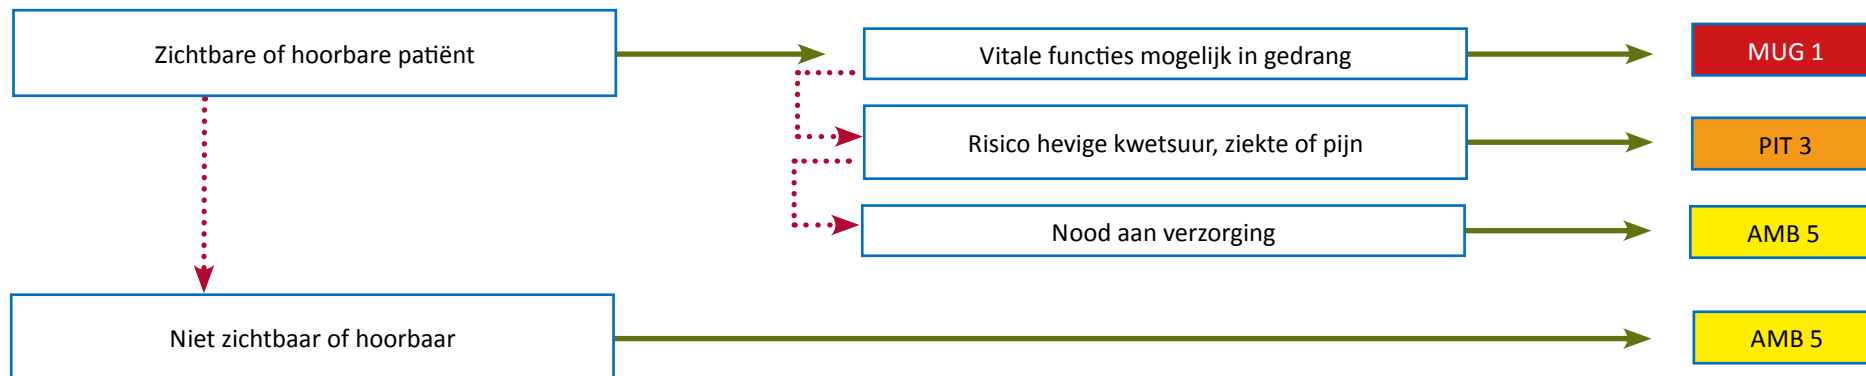 Zichtbare of hoorbare patiënt
Vitale functies mogelijk in gedrang
MUG 1
Risico hevige kwetsuur, ziekte of pijn
PIT 3
Nood aan verzorging
AMB 5
Niet zichtbaar of hoorbaar
AMB 5